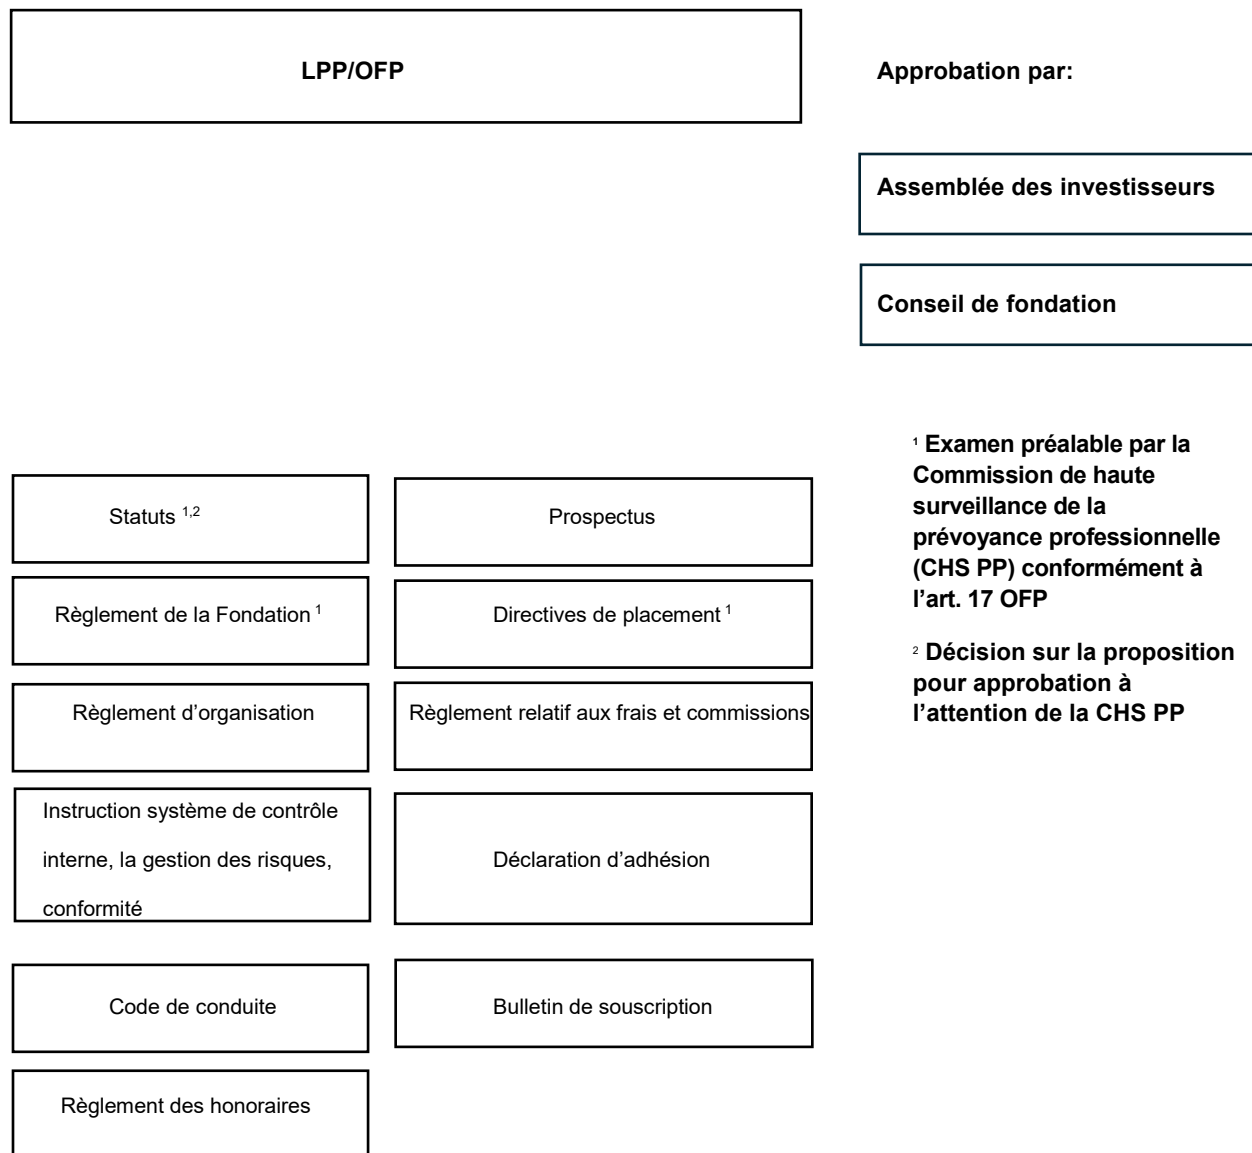 LPP/OFP
Approbation par:
Assemblée des investisseurs
Conseil de fondation
¹ Examen préalable par la
Commission de haute
surveillance de la
prévoyance professionnelle
(CHS PP) conformément à
l’art. 17 OFP
² Décision sur la proposition
pour approbation à
l’attention de la CHS PP
Statuts 1,2
Prospectus
Règlement de la Fondation 1
Directives de placement 1
Règlement d’organisation
Règlement relatif aux frais et commissions
Instruction système de contrôle
interne, la gestion des risques,
conformité
Déclaration d’adhésion
Code de conduite
Bulletin de souscription
Règlement des honoraires